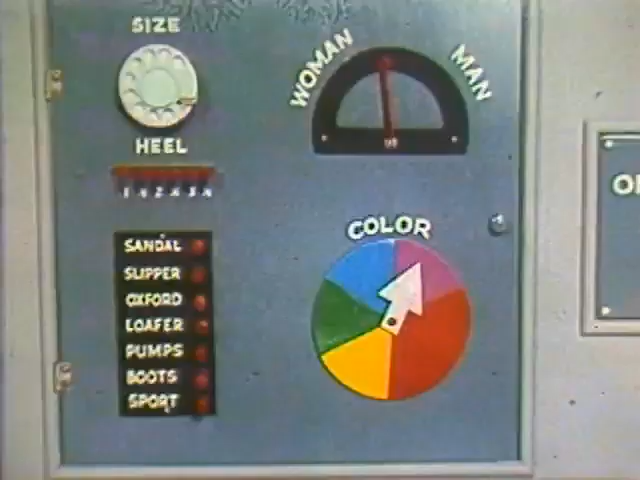 SIZE
WOMAN
MAN
HEEL
SANDAL
SLIPPER
OXFORD
LOAFER
PUMPS
BOOTS
SPORT
COLOR